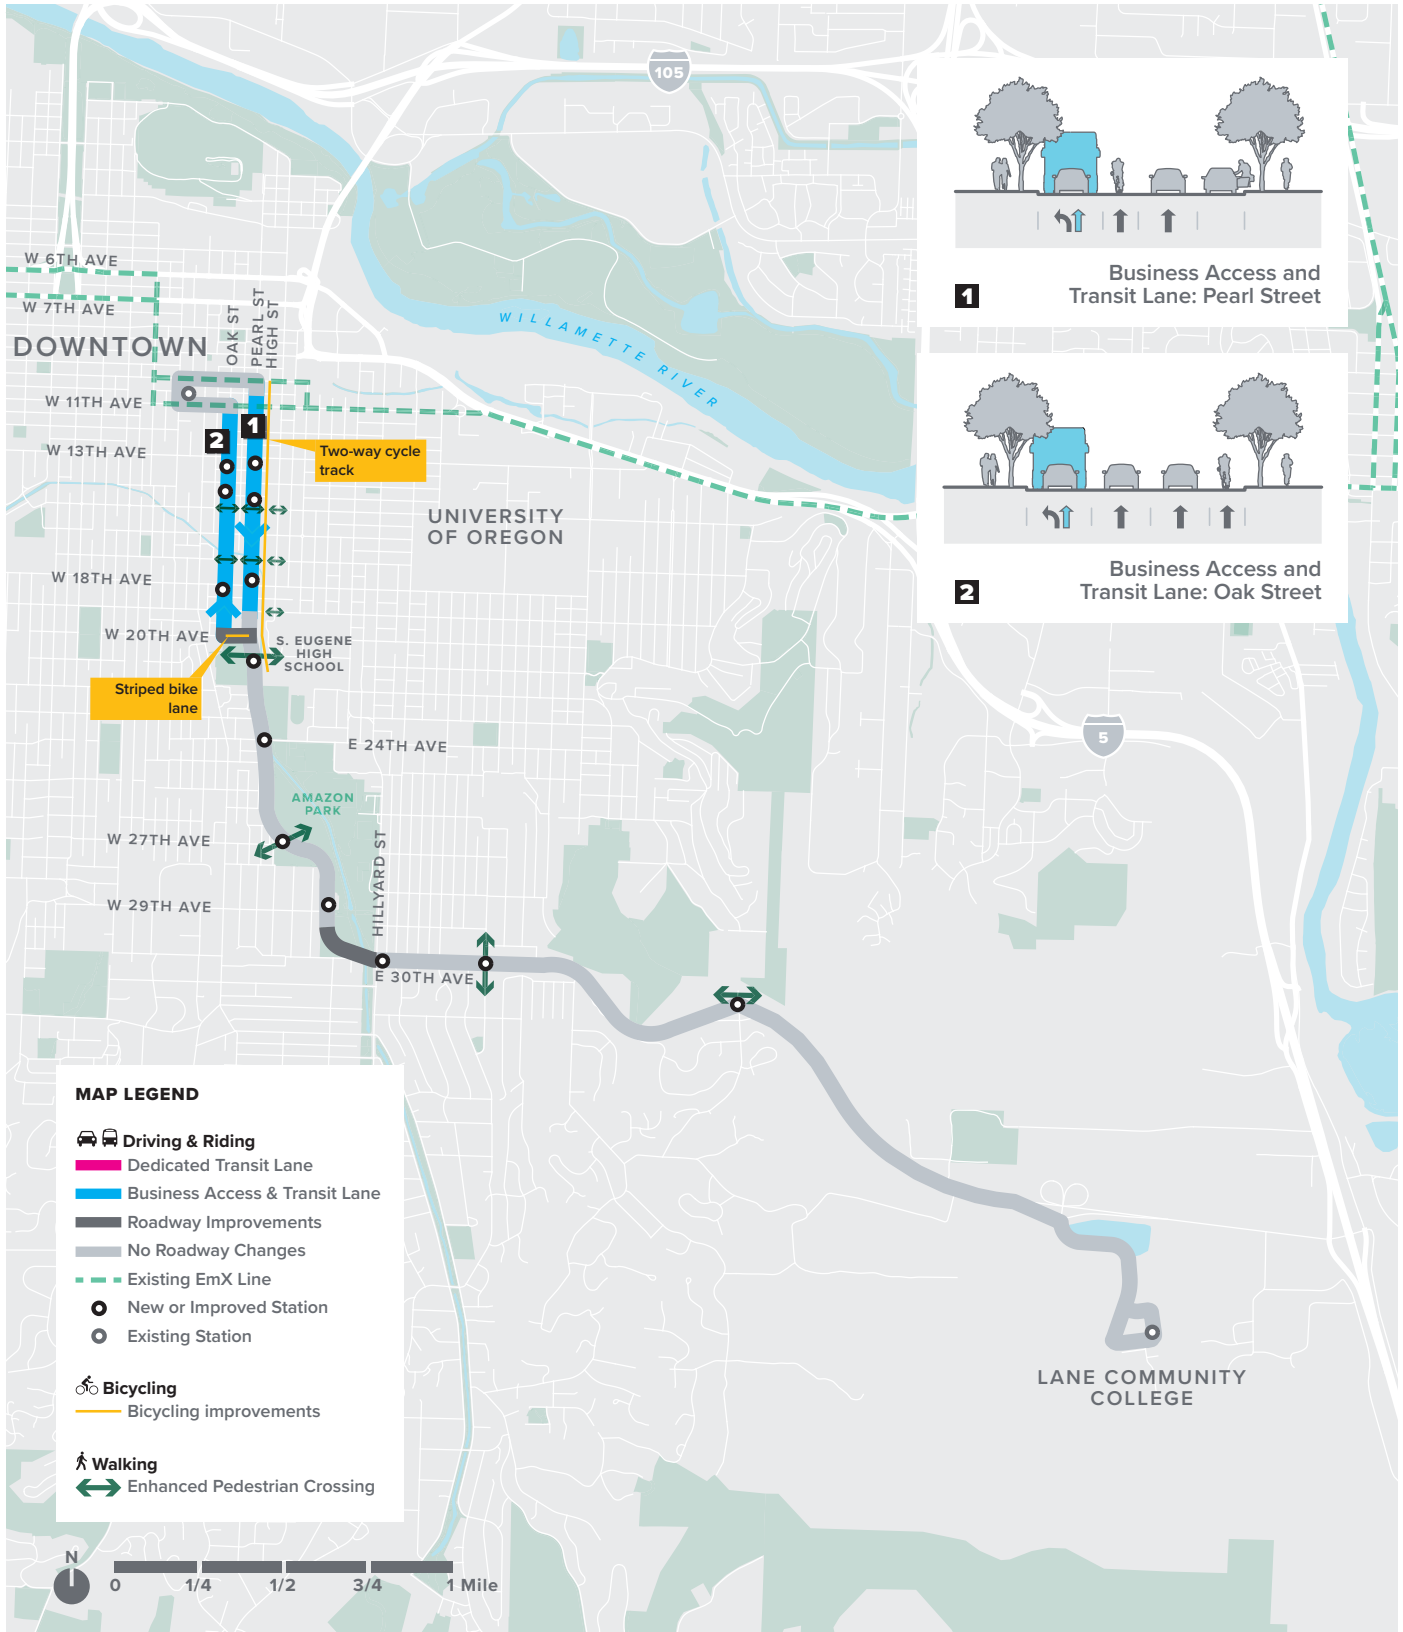 105
Business Access and
Transit Lane: Pearl Street
1
W 6TH AVE
W 7TH AVE
OAK ST
PEARL ST
HIGH ST
DOWNTOWN
WILLAMETTE RIVER
W 11TH AVE
1
2
W 13TH AVE
Two-way cycle
track
UNIVERSITY
OF OREGON
Business Access and
Transit Lane: Oak Street
2
W 18TH AVE
W 20TH AVE
S. EUGENE
HIGH
SCHOOL
Striped bike
lane
5
E 24TH AVE
AMAZON
PARK
W 27TH AVE
HILLYARD ST
W 29TH AVE
E 30TH AVE
MAP LEGEND
Driving & Riding
Dedicated Transit Lane
Business Access & Transit Lane
Roadway Improvements
No Roadway Changes
Existing EmX Line
New or Improved Station
Existing Station
Bicycling
Bicycling improvements
Walking
Enhanced Pedestrian Crossing
LANE COMMUNITY
COLLEGE
N
0 1/4 1/2 3/4 1 Mile